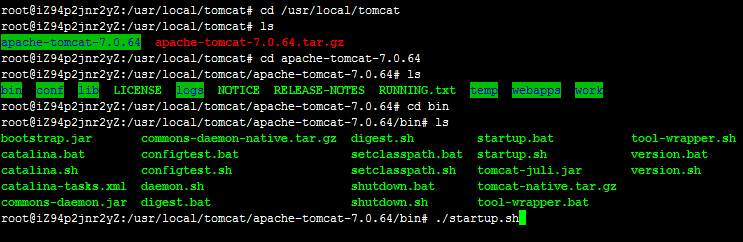 root@iZ94p2jnr2yZ:/usr/local/tomcat# cd /usr/local/tomcat
root@iZ94p2jnr2yZ:/usr/local/tomcat# ls
apache-tomcat-7.0.64  apache-tomcat-7.0.64.tar.gz
root@iZ94p2jnr2yZ:/usr/local/tomcat# cd apache-tomcat-7.0.64
root@iZ94p2jnr2yZ:/usr/local/tomcat/apache-tomcat-7.0.64# ls
bin  conf  lib  LICENSE  logs  NOTICE  RELEASE-NOTES  RUNNING.txt  temp  webapps  work
root@iZ94p2jnr2yZ:/usr/local/tomcat/apache-tomcat-7.0.64# cd bin
root@iZ94p2jnr2yZ:/usr/local/tomcat/apache-tomcat-7.0.64/bin# ls
bootstrap.jar  commons-daemon-native.tar.gz  digest.sh  startup.bat  tool-wrapper.sh
catalina.bat  configtest.bat  setclasspath.bat  startup.sh  version.bat
catalina.sh  configtest.sh  setclasspath.sh  tomcat-juli.jar  version.sh
catalina-tasks.xml  daemon.sh  shutdown.bat  tomcat-native.tar.gz
commons-daemon.jar  digest.bat  shutdown.sh  tool-wrapper.bat
root@iZ94p2jnr2yZ:/usr/local/tomcat/apache-tomcat-7.0.64/bin# ./startup.sh